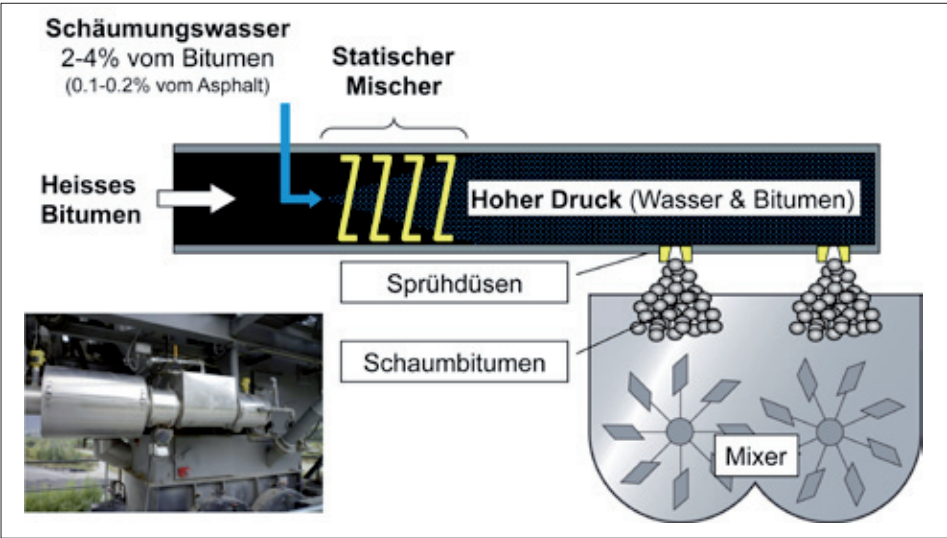 Schäumungswasser
2-4% vom Bitumen
(0.1-0.2% vom Asphalt)
Statischer
Mischer
Heisses
Bitumen
Hoher Druck (Wasser & Bitumen)
Sprühdüsen
Schaumbitumen
Mixer